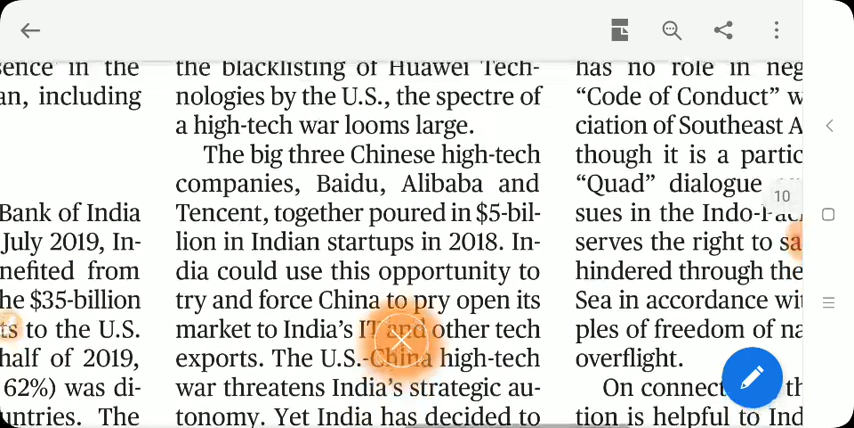 sence" in the
an, including
Bank of India
July 2019, In-
nefited from
he $35-billion
ts to the U.S.
half of 2019,
62%) was di-
untries. The
the blacklisting of Huawei Tech-
nologies by the U.S., the spectre of
a high-tech war looms large.
The big three Chinese high-tech
companies, Baidu, Alibaba and
Tencent, together poured in $5-bil-
lion in Indian startups in 2018. In-
dia could use this opportunity to
try and force China to pry open its
market to India's IT and other tech
exports. The U.S.-China high-tech
war threatens India's strategic au-
tonomy. Yet India has decided to
has no role in neg
"Code of Conduct" w
ciation of Southeast A
though it is a partic
"Quad" dialogue
sues in the Indo-Paci
serves the right to sa
hindered through the
Sea in accordance wi
ples of freedom of na
overflight.
On connect th
tion is helpful to Ind
10